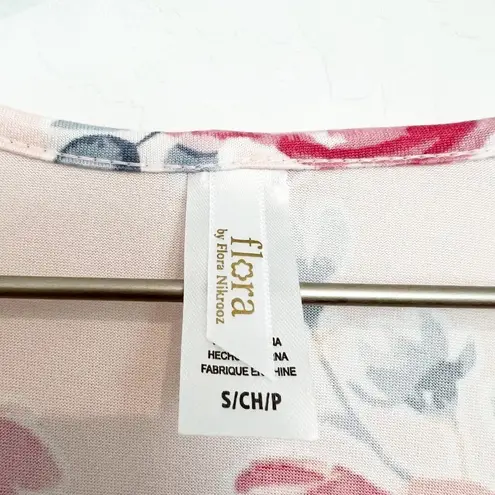 flora
by Flora Nikrooz
HECHO
FABRIQUE EN CHINE
S/CH/P